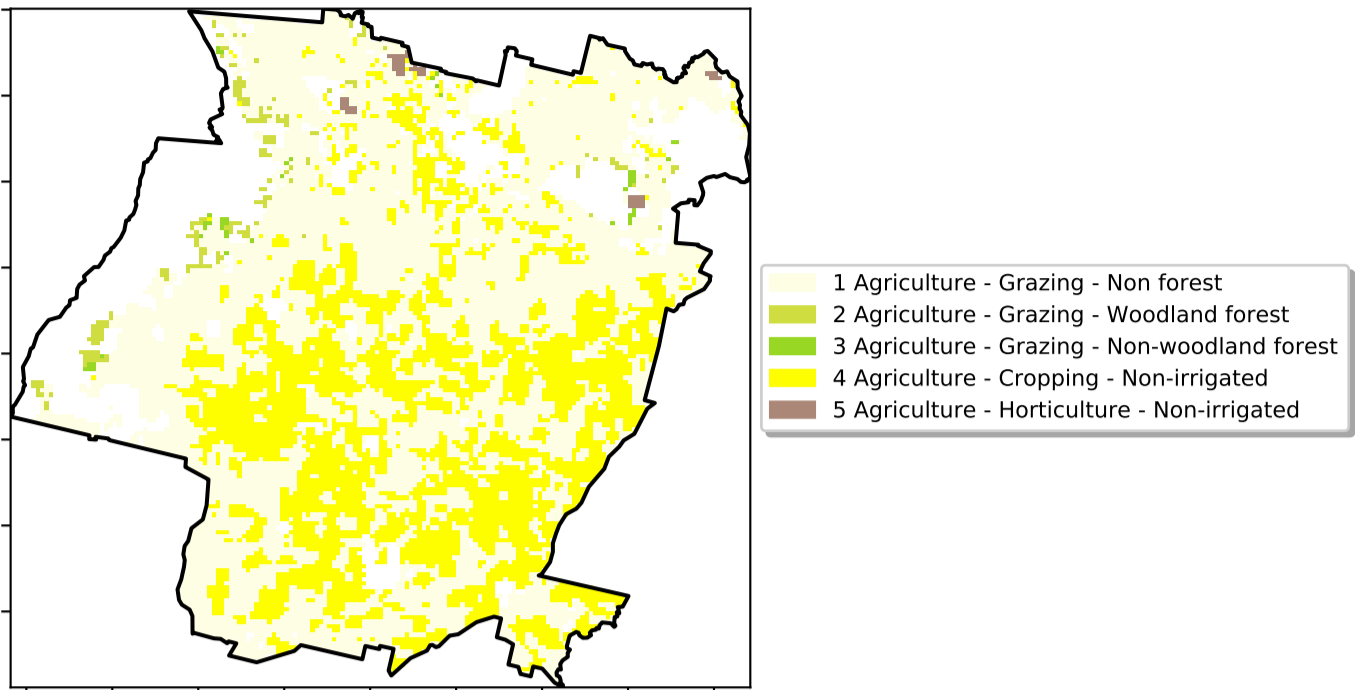 1 Agriculture - Grazing - Non forest
2 Agriculture - Grazing - Woodland forest
3 Agriculture - Grazing - Non-woodland forest
4 Agriculture - Cropping - Non-irrigated
5 Agriculture - Horticulture - Non-irrigated